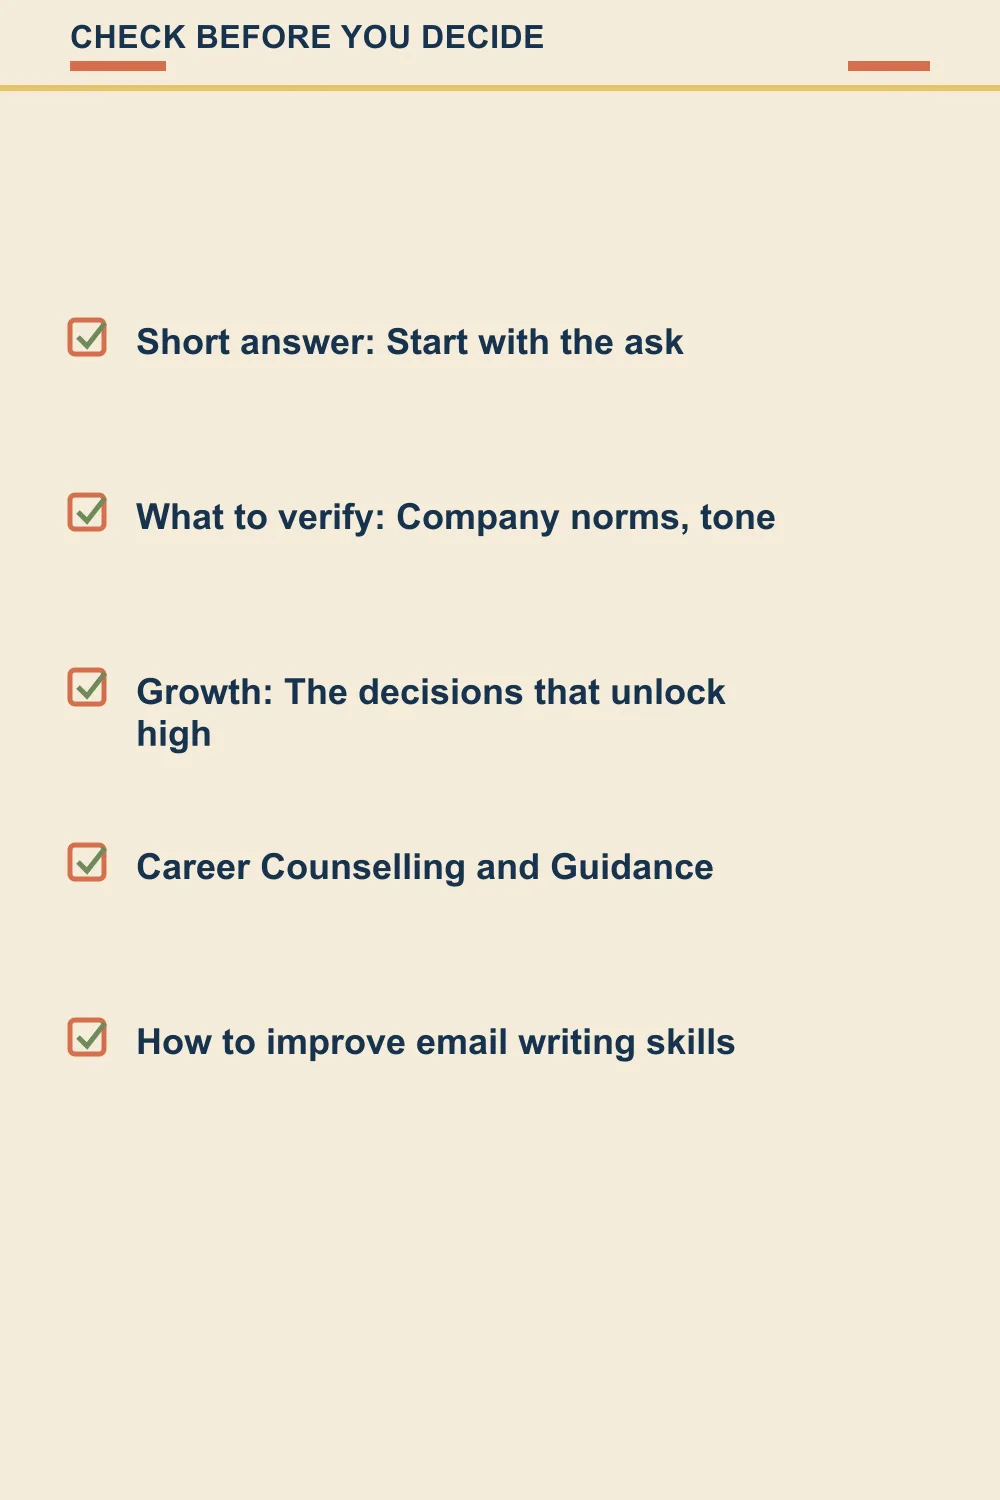 CHECK BEFORE YOU DECIDE
Short answer: Start with the ask
What to verify: Company norms, tone
Growth: The decisions that unlock
high
Career Counselling and Guidance
How to improve email writing skills